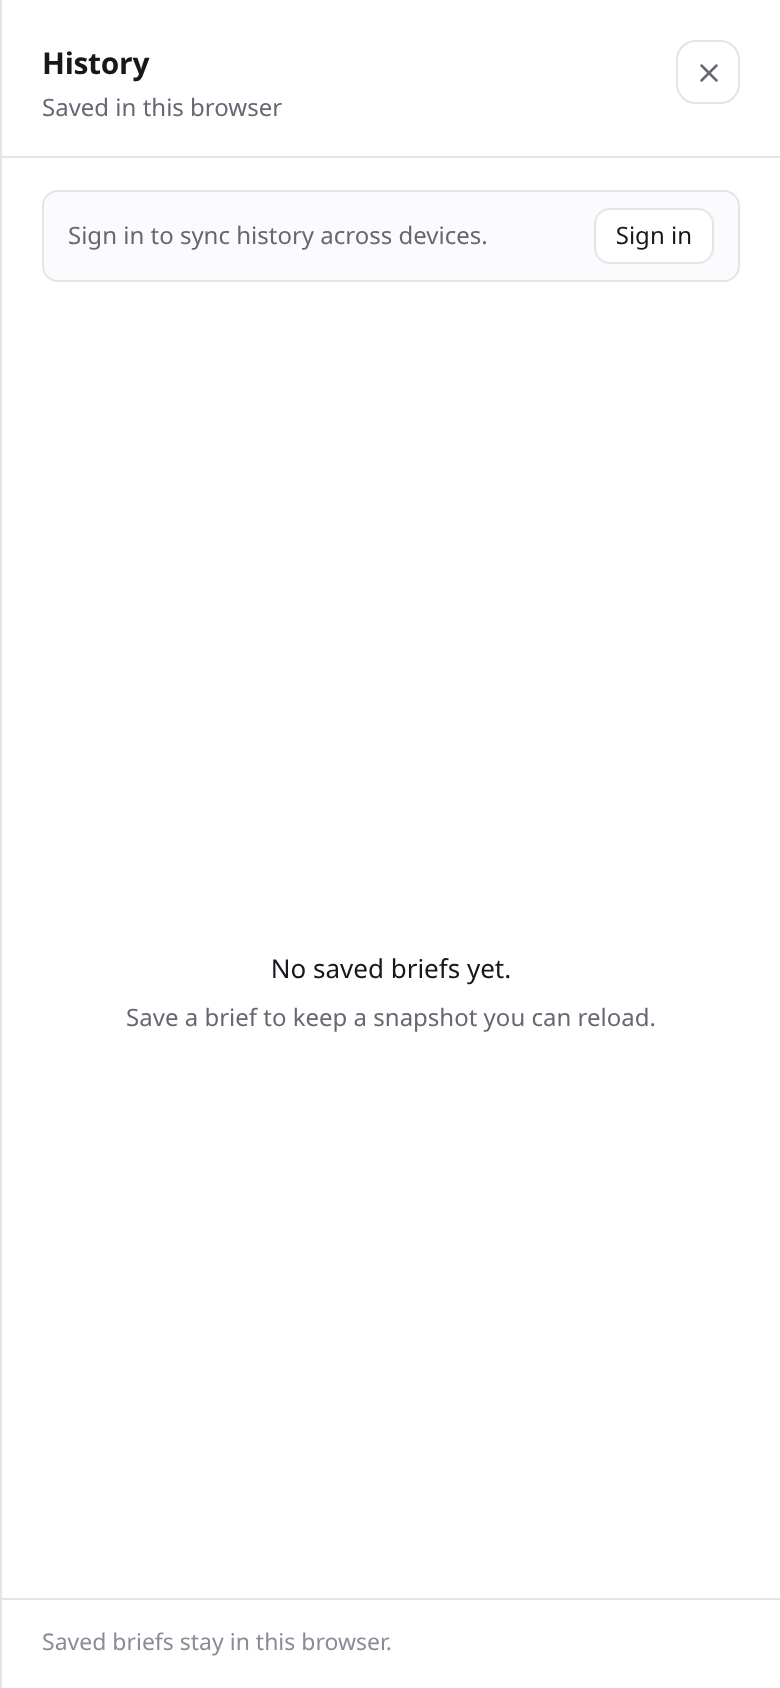 History
Saved in this browser
Sign in to sync history across devices.
Sign in
No saved briefs yet.
Save a brief to keep a snapshot you can reload.
Saved briefs stay in this browser.